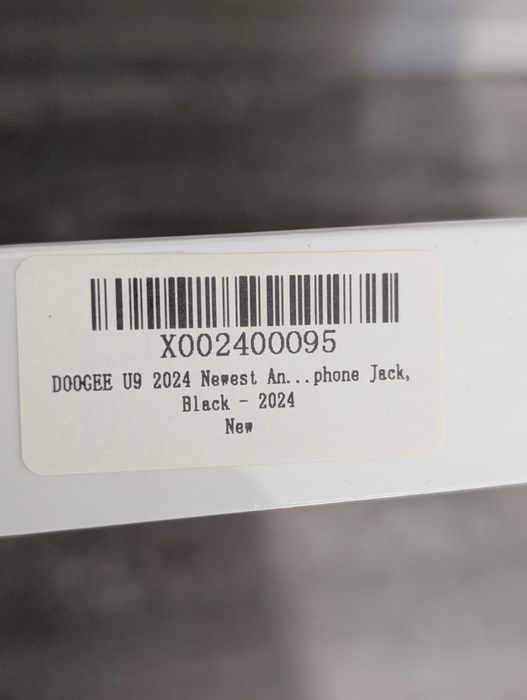 X002400095
DOOGEE U9 2024 Newest An...phone Jack,
Black - 2024
New